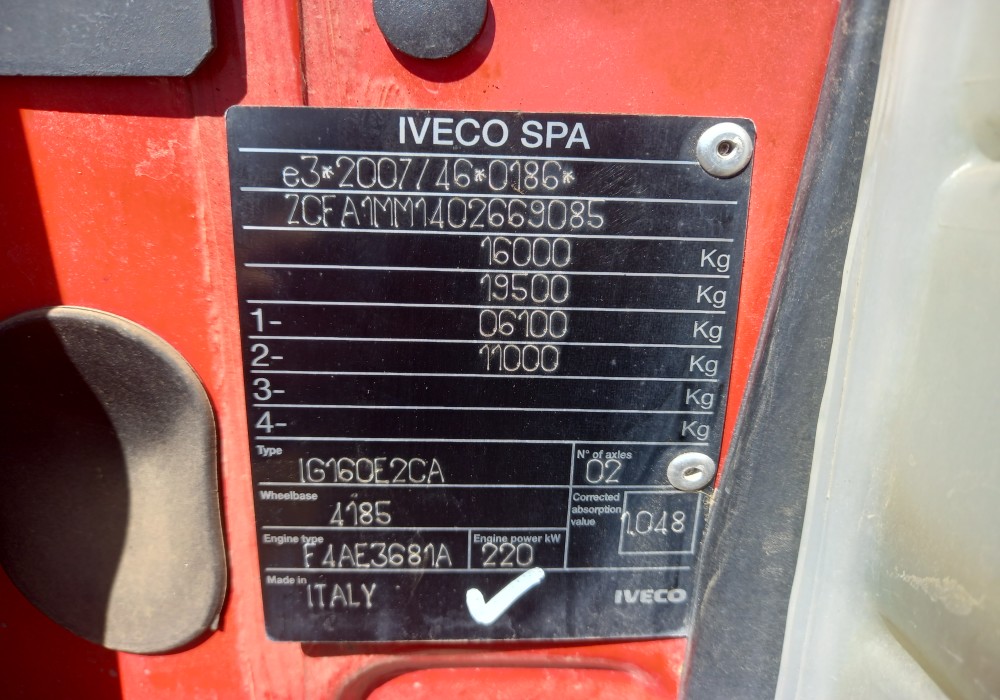 IVECO SPA
e3*2007/46*0186*
ZCFA1MM1402669085
16000 Kg
19500 Kg
1- 06100 Kg
2- 11000 Kg
3- Kg
4- Kg
Type IG160E2CA
N° of axles 02
Wheelbase 4185
Corrected absorption value 1.048
Engine type F4AE3681A
Engine power kW 220
Made in ITALY
IVECO